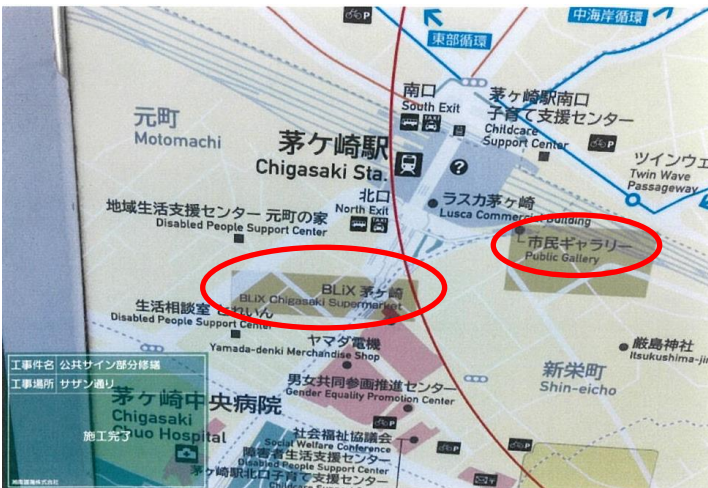 中海岸循環
東部循環
南口
South Exit
茅ケ崎駅南口
子育て支援センター
Childcare
Support Center
元町
Motomachi
茅ケ崎駅
Chigasaki Sta.
ツインウェ
Twin Wave
Passageway
北口
North Exit
ラスカ茅ヶ崎
Lusca Commercial Building
地域生活支援センター 元町の家
Disabled People Support Center
市民ギャラリー
Public Gallery
BLiX 茅ヶ崎
BLiX Chigasaki Supermarket
生活相談室 とれいん
Disabled People Support Center
ヤマダ電機
Yamada-denki Merchandise Shop
厳島神社
Itsukushima-jin
新栄町
Shin-eicho
男女共同参画推進センター
Gender Equality Promotion Center
茅ケ崎中央病院
Chigasaki
Chuo Hospital
社会福祉協議会
Social Welfare Conference
障害者生活支援センター
Disabled People Support Center
茅ケ崎駅北口子育て支援センター
Childcare Support Center
工事件名 公共サイン部分修繕
工事場所 サザン通り
施工完了